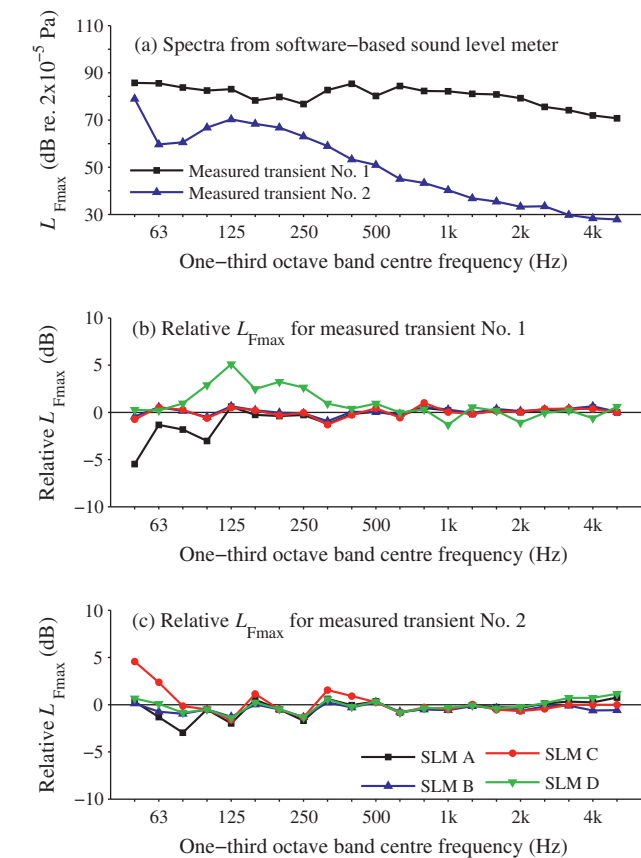 110
90
70
50
30
L Fmax (dB re. 2x10⁻⁵ Pa)
(a) Spectra from software−based sound level meter
Measured transient No. 1
Measured transient No. 2
63 125 250 500 1k 2k 4k
One−third octave band centre frequency (Hz)
10
5
0
−5
−10
Relative L Fmax (dB)
(b) Relative L Fmax for measured transient No. 1
63 125 250 500 1k 2k 4k
One−third octave band centre frequency (Hz)
10
5
0
−5
−10
Relative L Fmax (dB)
(c) Relative L Fmax for measured transient No. 2
SLM A SLM C
SLM B SLM D
63 125 250 500 1k 2k 4k
One−third octave band centre frequency (Hz)